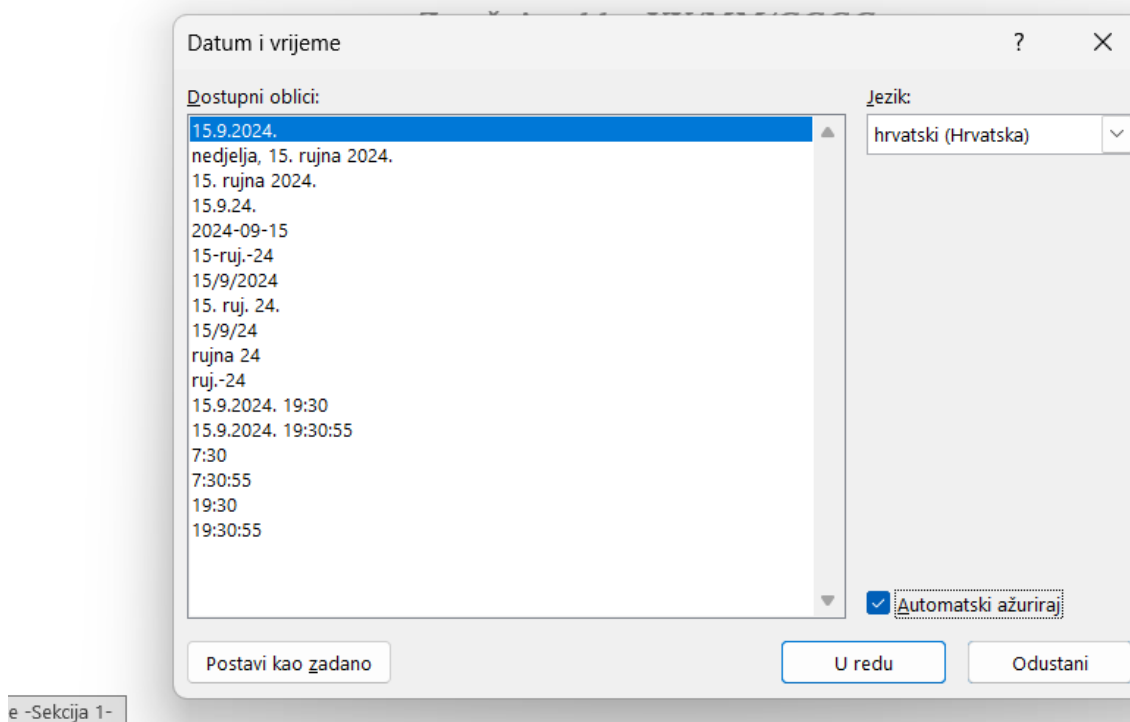 Datum i vrijeme
Dostupni oblici:
Jezik:
15.9.2024.
hrvatski (Hrvatska)
nedjelja, 15. rujna 2024.
15. rujna 2024.
15.9.24.
2024-09-15
15-ruj.-24
15/9/2024
15. ruj. 24.
15/9/24
rujna 24
ruj.-24
15.9.2024. 19:30
15.9.2024. 19:30:55
7:30
7:30:55
19:30
19:30:55
Automatski ažuriraj
Postavi kao zadano
U redu
Odustani
e -Sekcija 1-